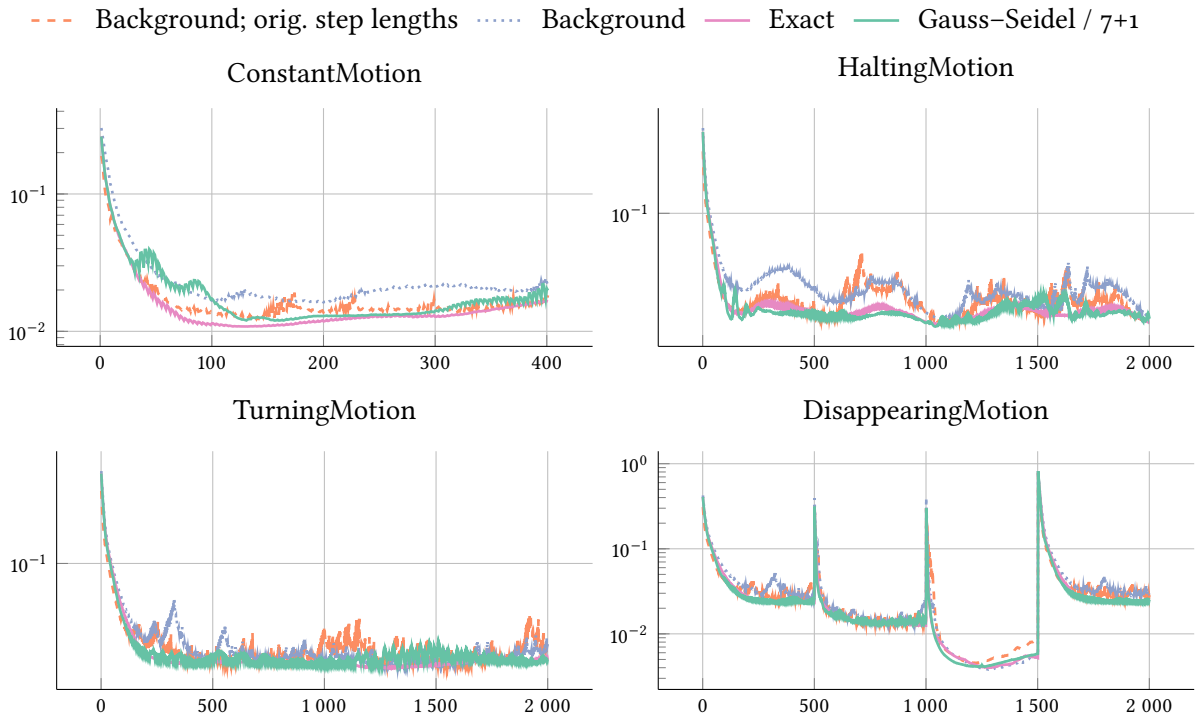 Background; orig. step lengths Background Exact Gauss–Seidel / 7+1
ConstantMotion
HaltingMotion
10⁻¹
10⁻²
0 100 200 300 400
10⁻¹
0 500 1 000 1 500 2 000
TurningMotion
DisappearingMotion
10⁻¹
0 500 1 000 1 500 2 000
10⁰
10⁻¹
10⁻²
0 500 1 000 1 500 2 000